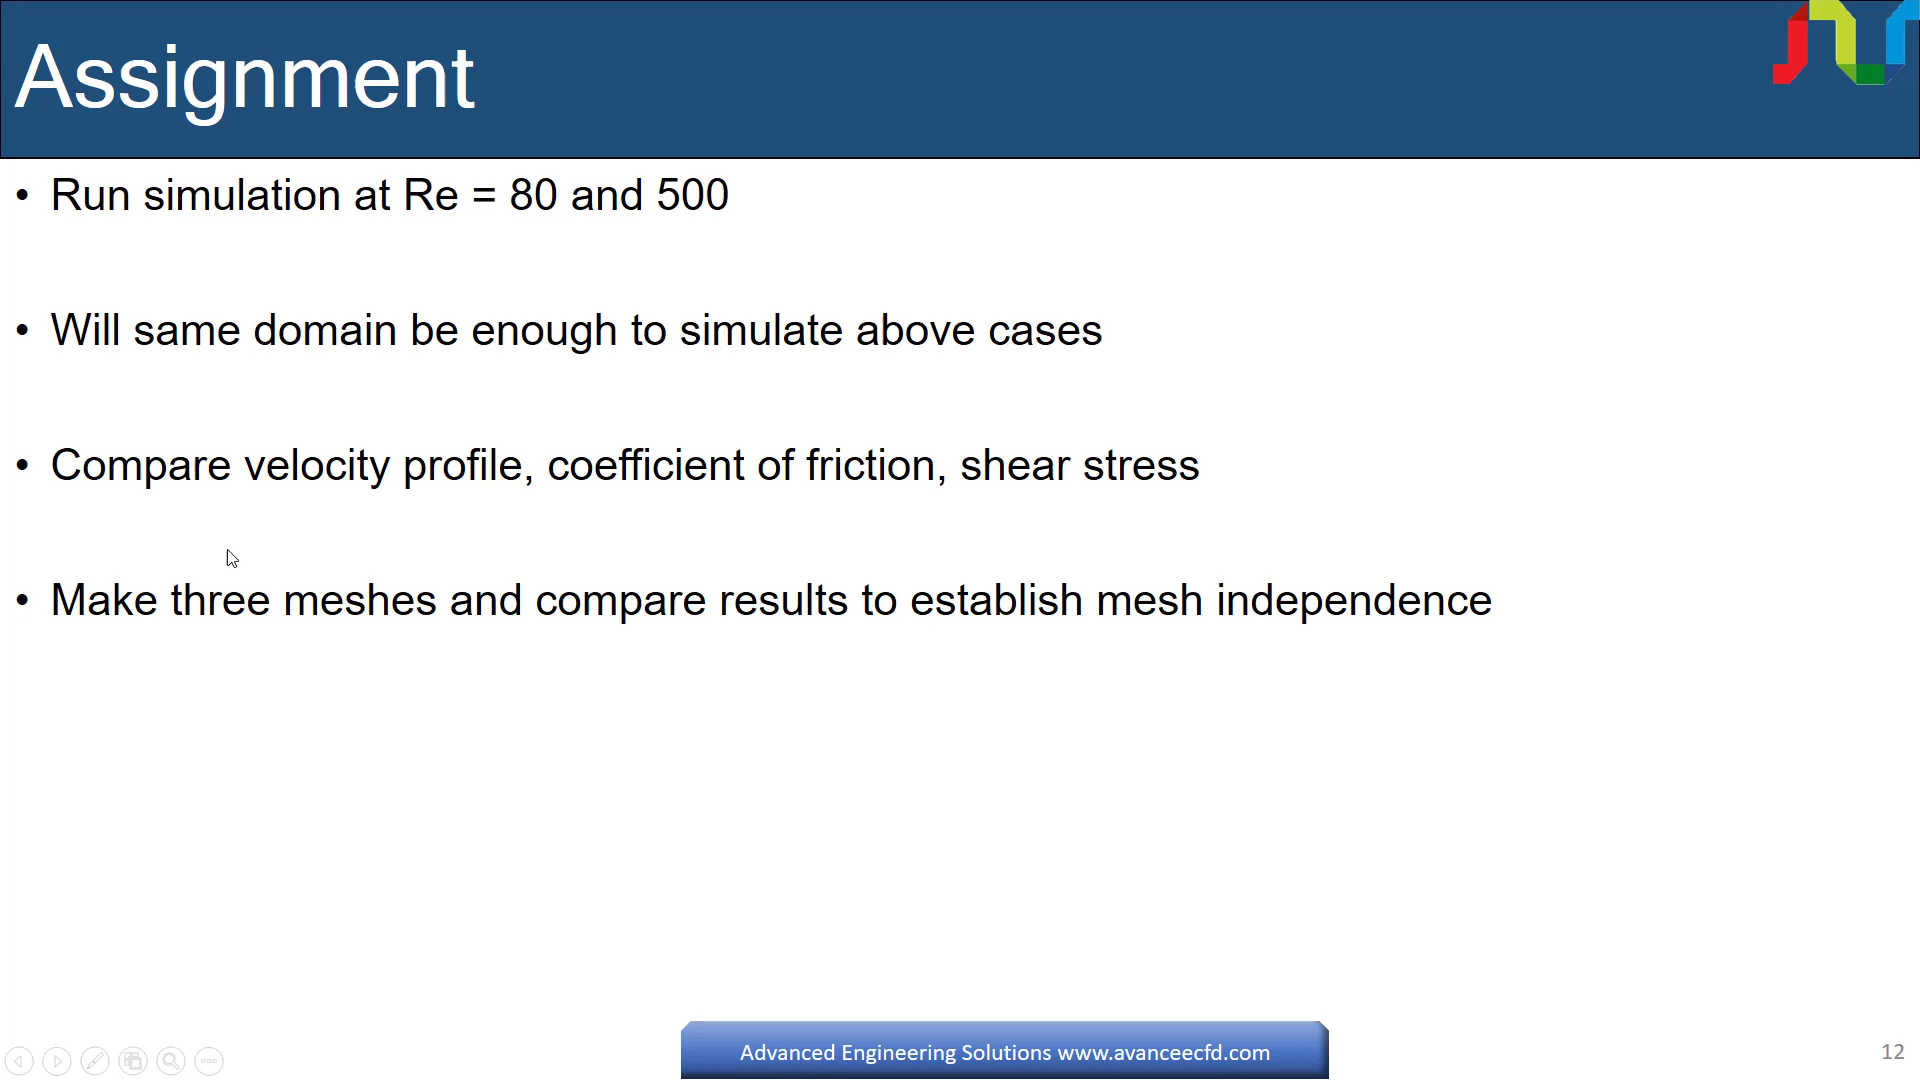 Assignment
• Run simulation at Re = 80 and 500
• Will same domain be enough to simulate above cases
• Compare velocity profile, coefficient of friction, shear stress
• Make three meshes and compare results to establish mesh independence
Advanced Engineering Solutions www.avanceecfd.com
12